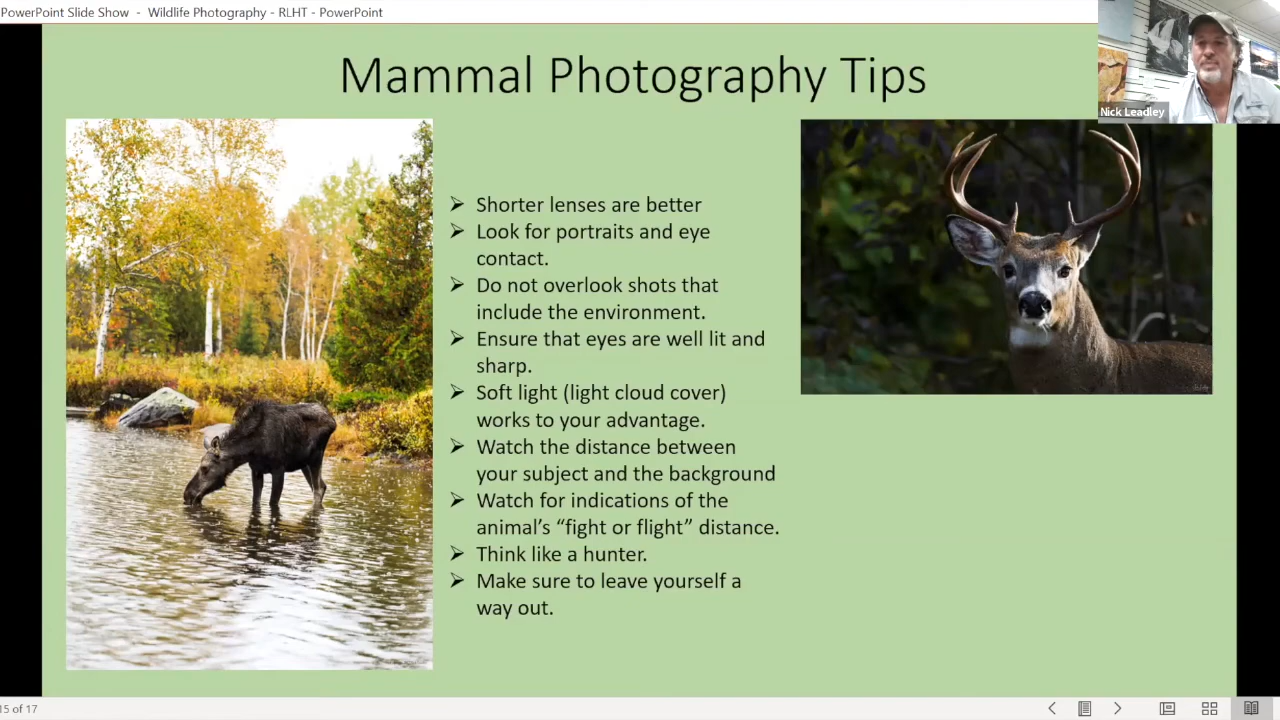 PowerPoint Slide Show - Wildlife Photography - RLHT - PowerPoint
Mammal Photography Tips
Nick Leadley
➢ Shorter lenses are better
➢ Look for portraits and eye
contact.
➢ Do not overlook shots that
include the environment.
➢ Ensure that eyes are well lit and
sharp.
➢ Soft light (light cloud cover)
works to your advantage.
➢ Watch the distance between
your subject and the background
➢ Watch for indications of the
animal’s “fight or flight” distance.
➢ Think like a hunter.
➢ Make sure to leave yourself a
way out.
15 of 17